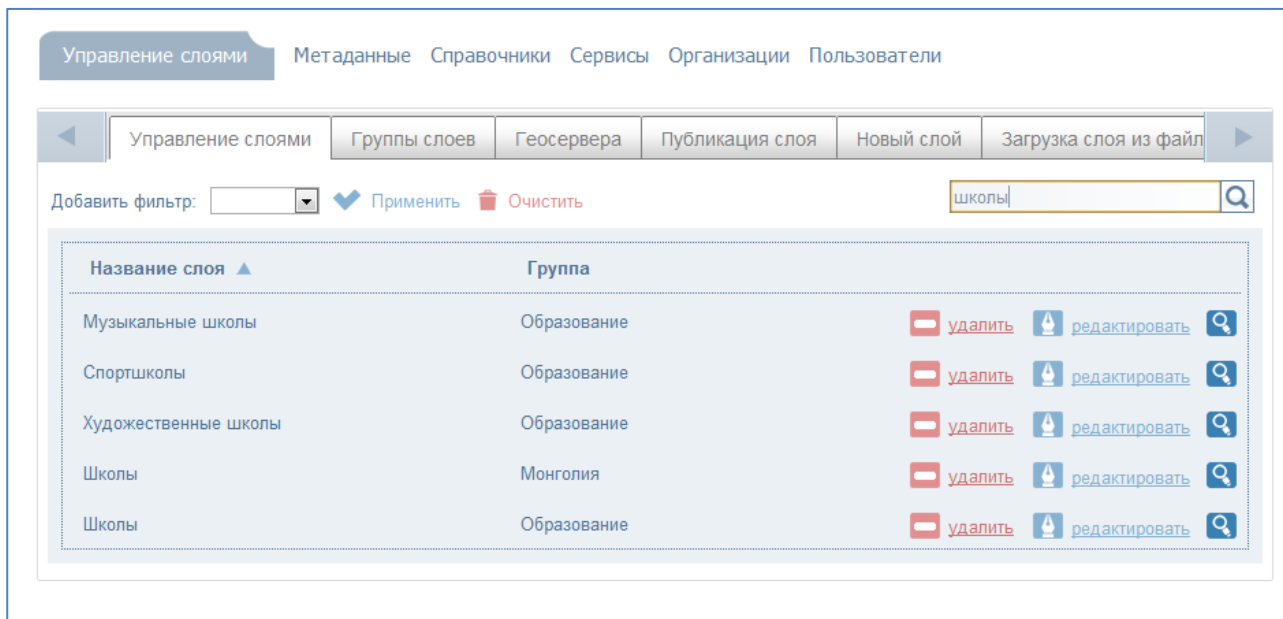 Управление слоями Метаданные Справочники Сервисы Организации Пользователи
Управление слоями Группы слоев Геосервера Публикация слоя Новый слой Загрузка слоя из файл
Добавить фильтр: Применить Очистить школы
Название слоя Группа
Музыкальные школы Образование удалить редактировать
Спортшколы Образование удалить редактировать
Художественные школы Образование удалить редактировать
Школы Монголия удалить редактировать
Школы Образование удалить редактировать